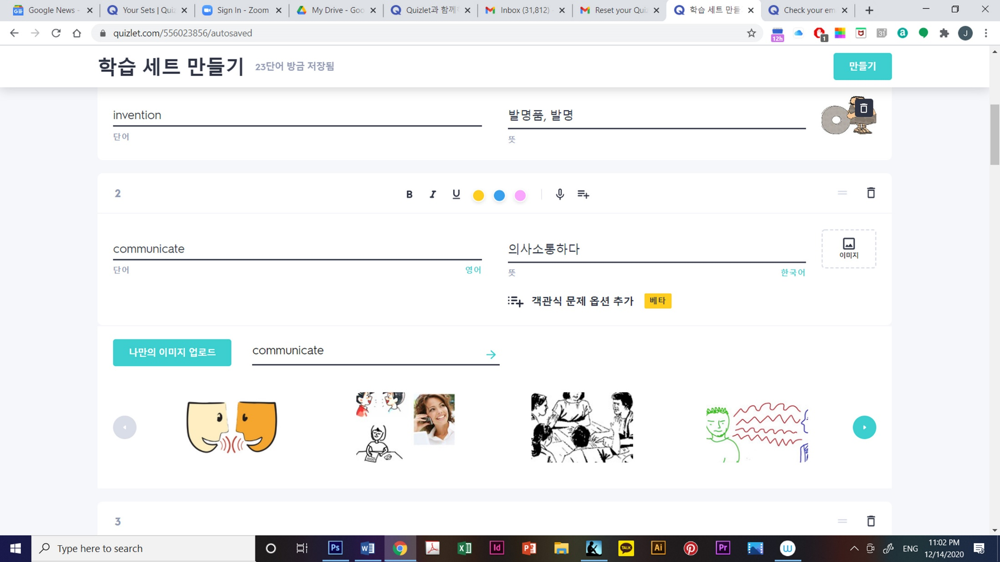 Google News -
Your Sets | Quiz
Sign In - Zoom
My Drive - Goo
Quizlet과 함께
Inbox (31,812) -
Reset your Quiz
학습 세트 만들
Check your em
quizlet.com/556023856/autosaved
12h
1
31
a
J
학습 세트 만들기
23단어 방금 저장됨
만들기
invention
발명품, 발명
단어
뜻
2
B I U
communicate
의사소통하다
이미지
단어
영어
뜻
한국어
객관식 문제 옵션 추가
베타
나만의 이미지 업로드
communicate
3
Type here to search
Ps
W
X
Id
P
TALK
Ai
Pr
W
ENG
11:02 PM
12/14/2020